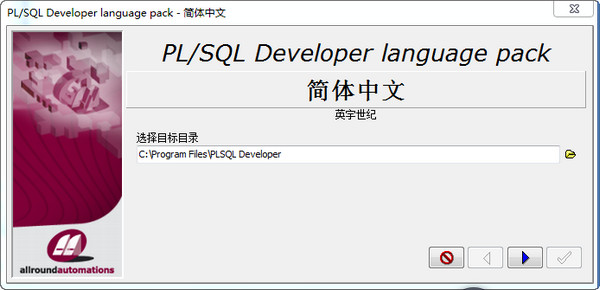 PL/SQL Developer language pack - 简体中文
PL/SQL Developer language pack
简体中文
英宇世纪
选择目标目录
C:\Program Files\PLSQL Developer
allroundautomations